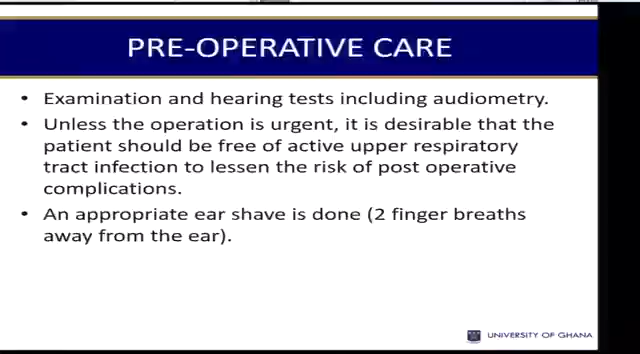 PRE-OPERATIVE CARE
• Examination and hearing tests including audiometry.
• Unless the operation is urgent, it is desirable that the
patient should be free of active upper respiratory
tract infection to lessen the risk of post operative
complications.
• An appropriate ear shave is done (2 finger breaths
away from the ear).
UNIVERSITY OF GHANA